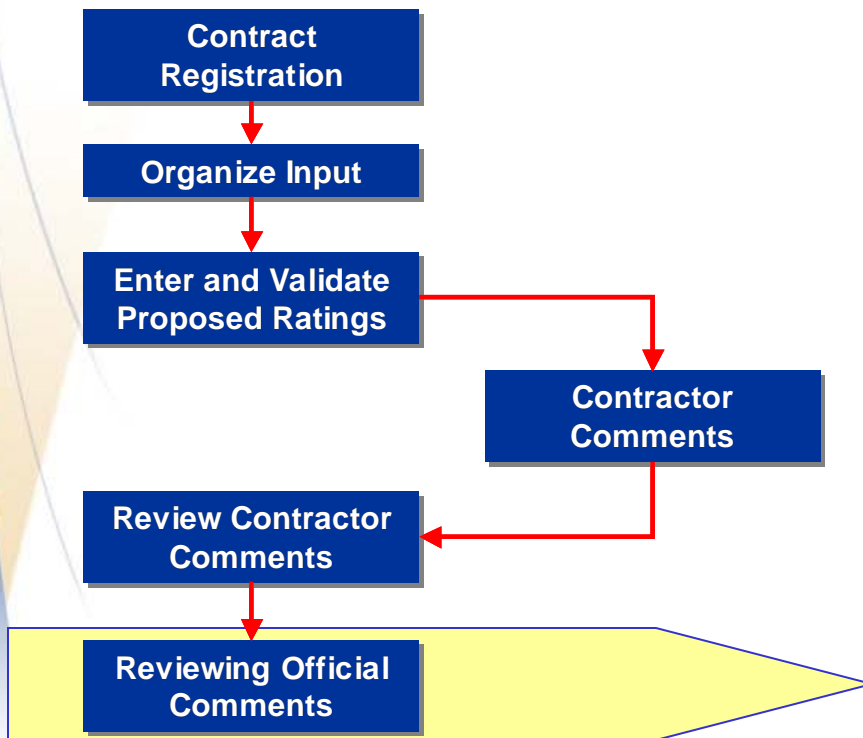 Contract
Registration
Organize Input
Enter and Validate
Proposed Ratings
Contractor
Comments
Review Contractor
Comments
Reviewing Official
Comments